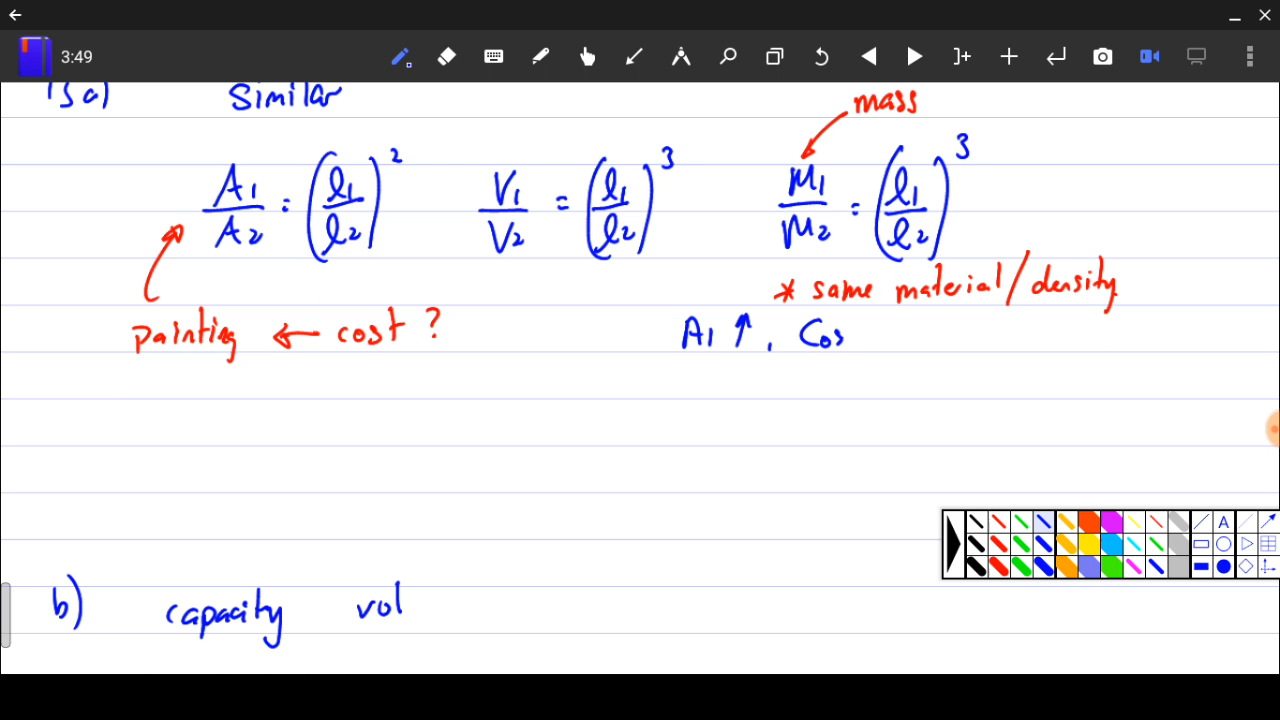 3:49
13a) Similar
mass
A1/A2 = (l1/l2)² V1/V2 = (l1/l2)³ M1/M2 = (l1/l2)³
* same material/density
painting ← cost ? A1 ↑, Cos
b) capacity vol